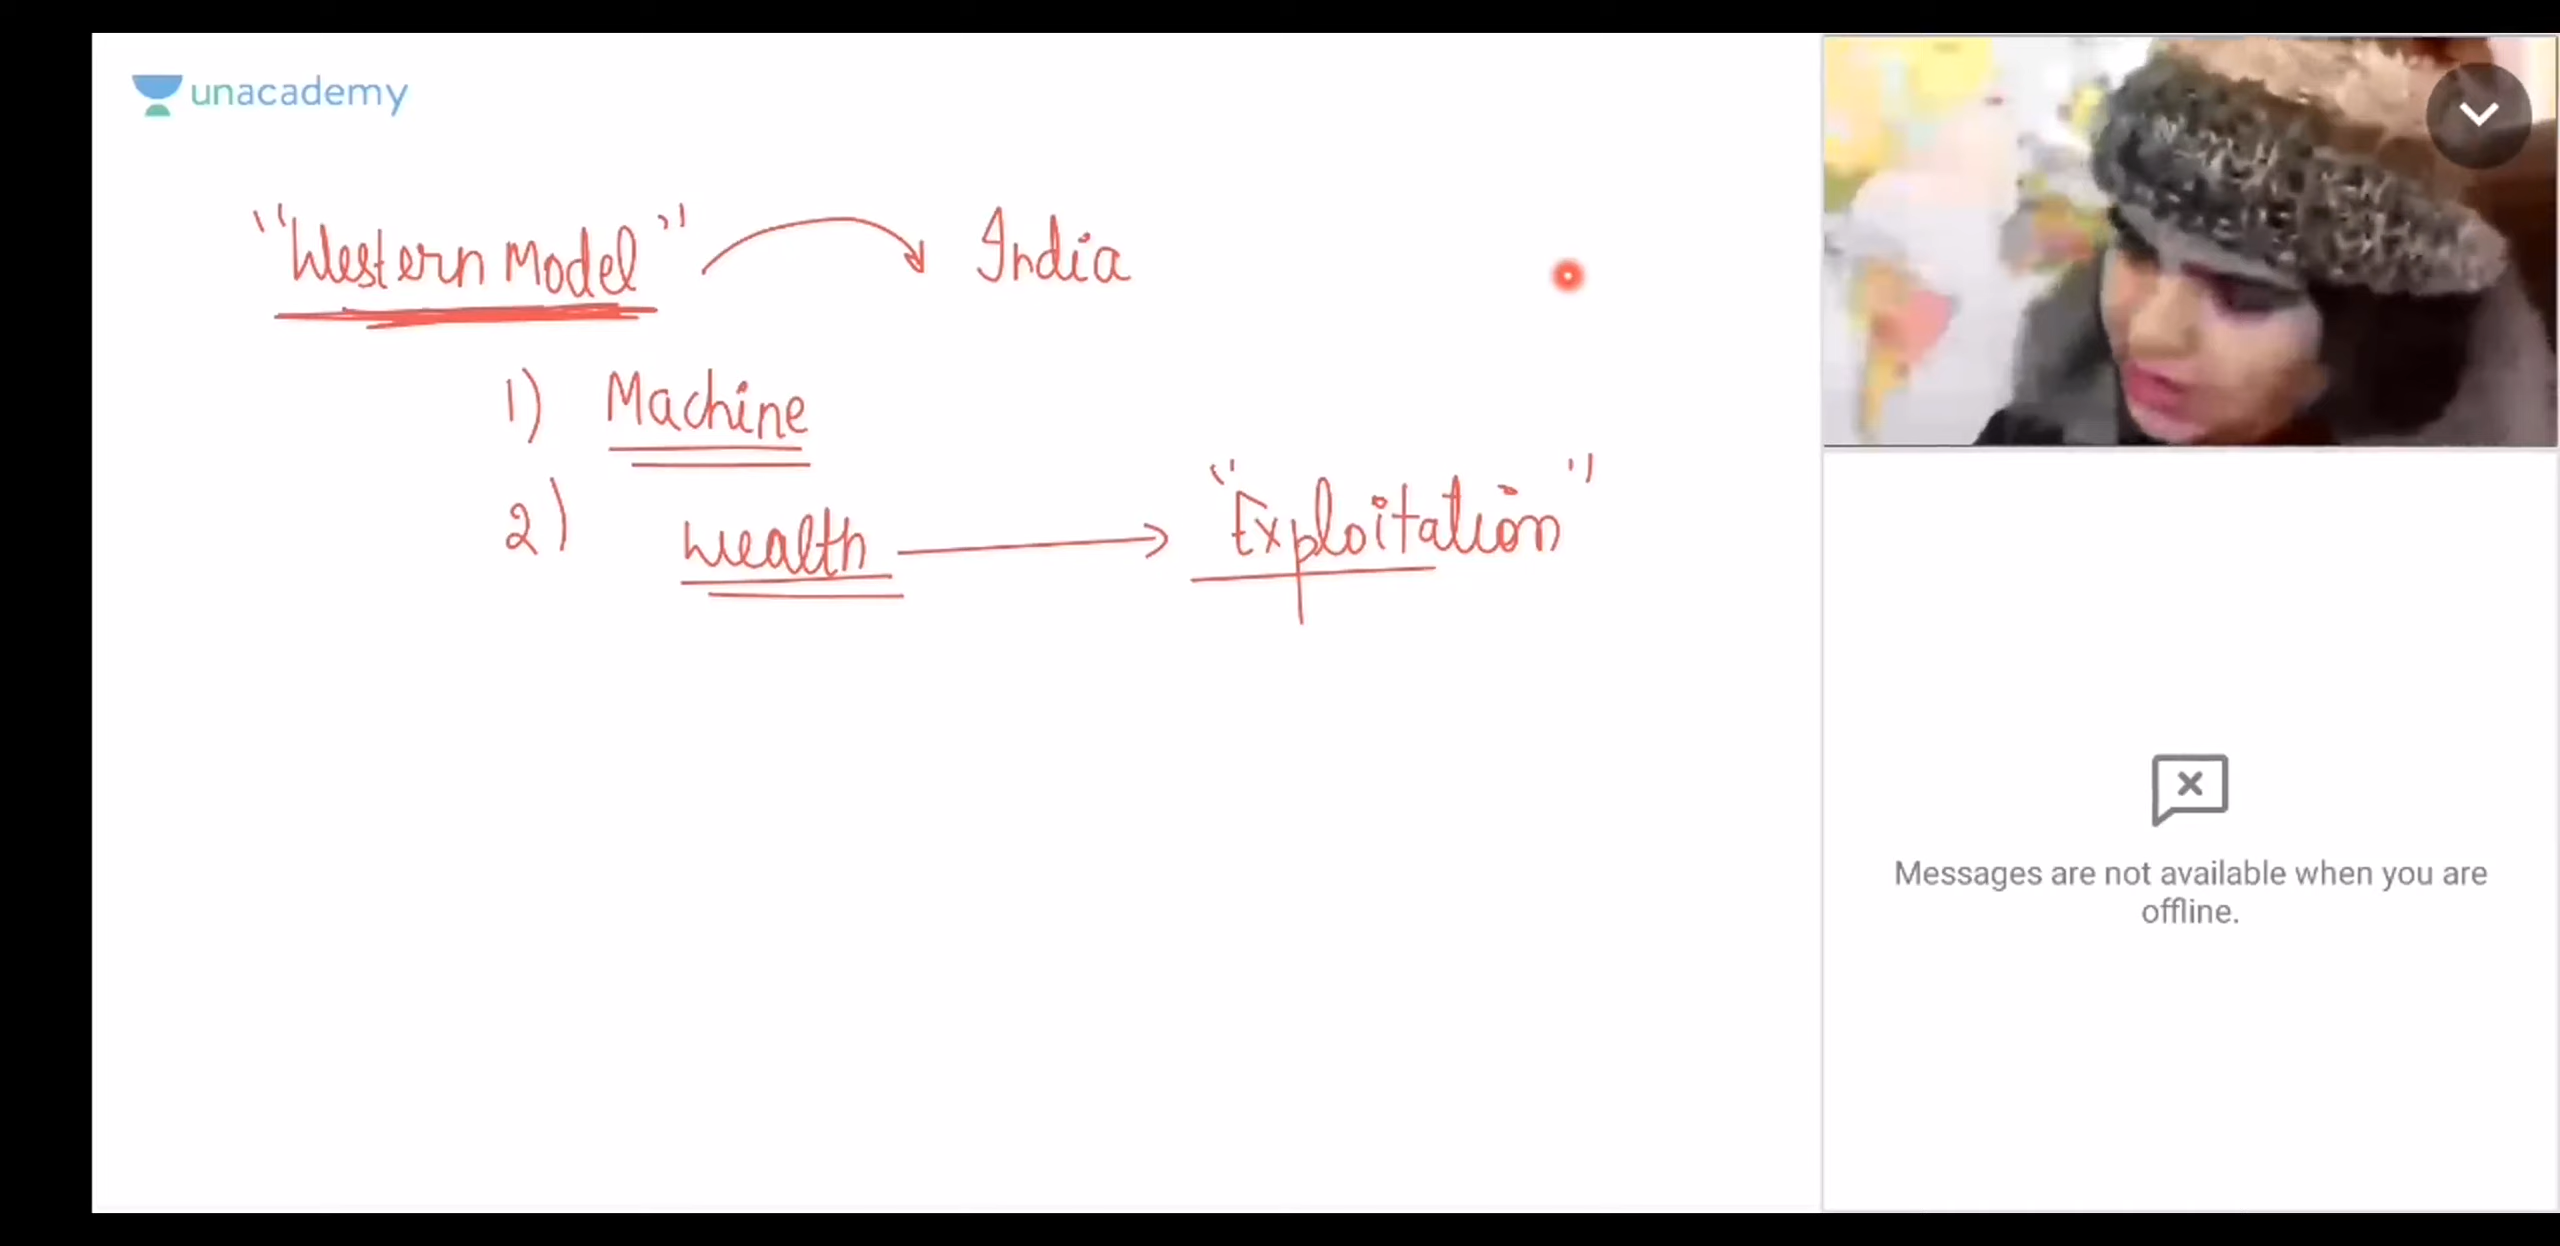 unacademy
"Western Model" → India
1) Machine
2) Wealth → "Exploitation"
Messages are not available when you are
offline.